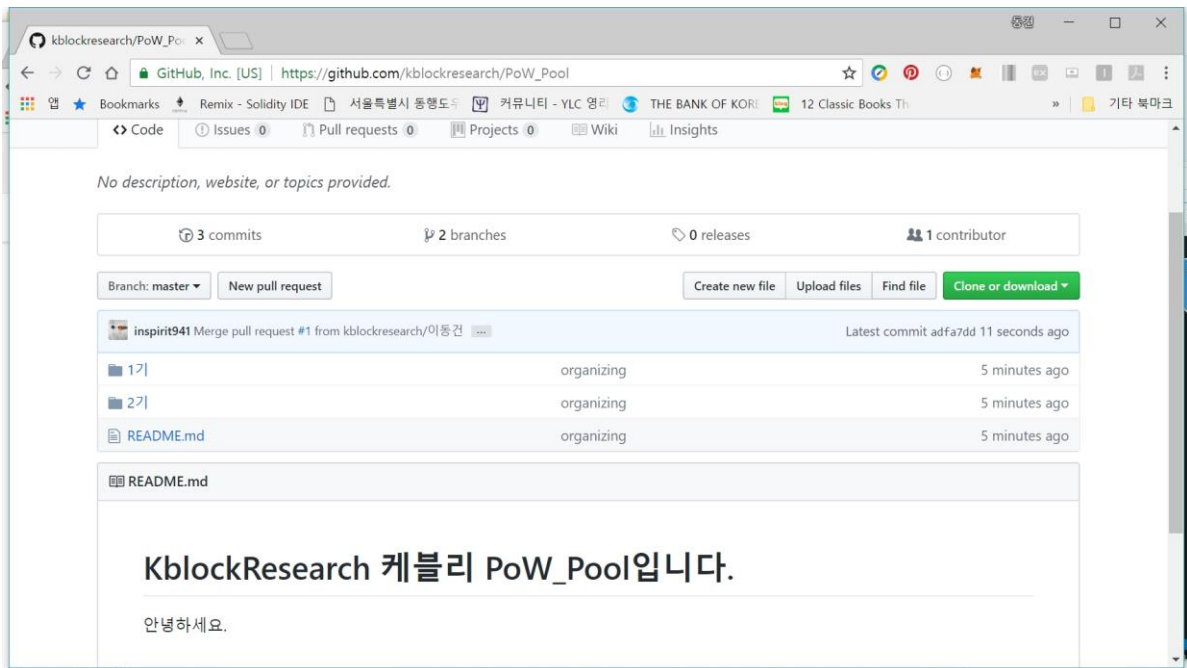 동건
kblockresearch/PoW_Poo
GitHub, Inc. [US] | https://github.com/kblockresearch/PoW_Pool
앱 Bookmarks Remix - Solidity IDE 서울특별시 동행도우 커뮤니티 - YLC 영리 THE BANK OF KORE 12 Classic Books Th » 기타 북마크
<> Code Issues 0 Pull requests 0 Projects 0 Wiki Insights
No description, website, or topics provided.
3 commits 2 branches 0 releases 1 contributor
Branch: master New pull request Create new file Upload files Find file Clone or download
inspirit941 Merge pull request #1 from kblockresearch/이동건 ... Latest commit adfa7dd 11 seconds ago
1기 organizing 5 minutes ago
2기 organizing 5 minutes ago
README.md organizing 5 minutes ago
README.md
KblockResearch 케블리 PoW_Pool입니다.
안녕하세요.